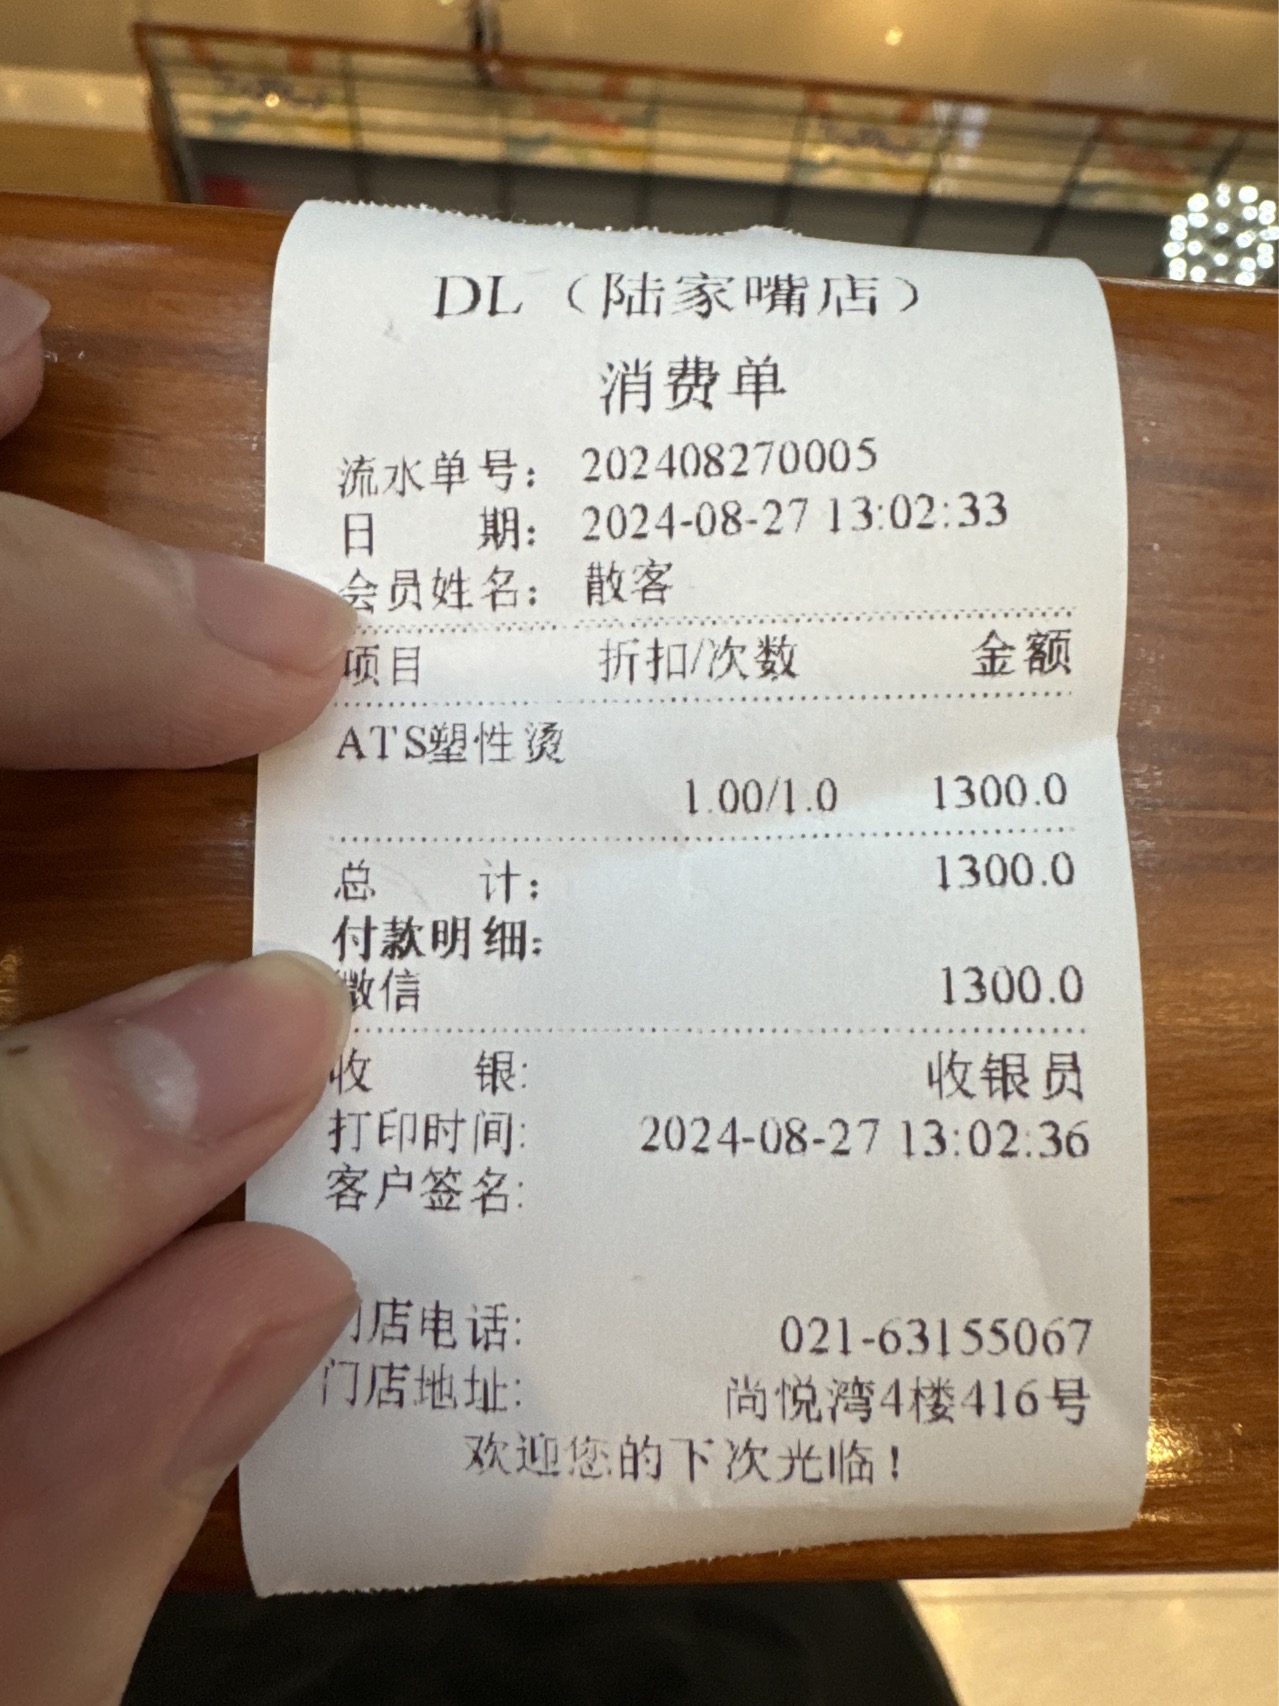 DL（陆家嘴店）
消费单
流水单号： 202408270005
日 期： 2024-08-27 13:02:33
会员姓名： 散客
项目 折扣/次数 金额
ATS塑性烫
1.00/1.0 1300.0
总 计： 1300.0
付款明细：
微信 1300.0
收 银: 收银员
打印时间: 2024-08-27 13:02:36
客户签名:
门店电话: 021-63155067
门店地址: 尚悦湾4楼416号
欢迎您的下次光临！